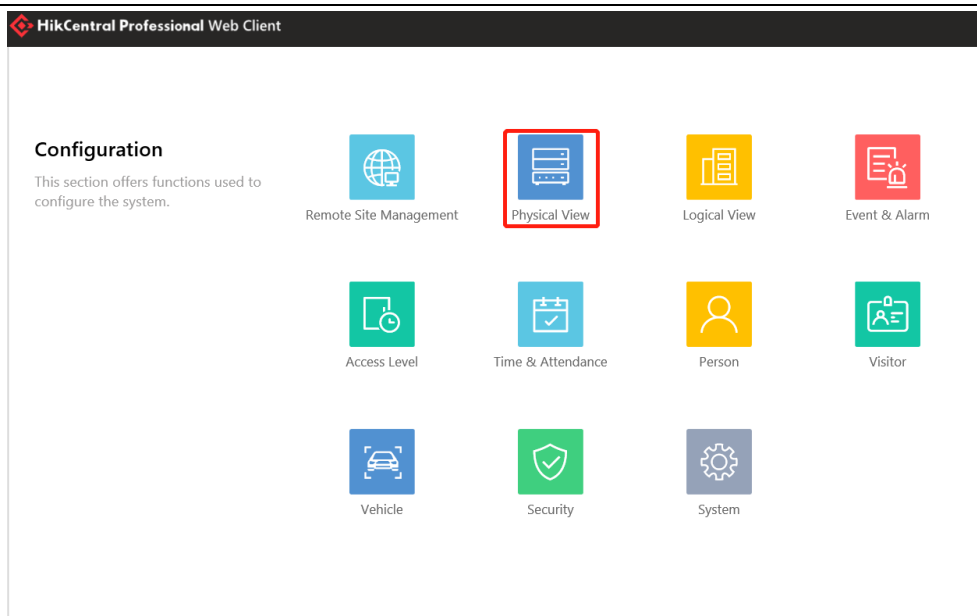 HikCentral Professional Web Client
Configuration
This section offers functions used to
configure the system.
Remote Site Management
Physical View
Logical View
Event & Alarm
Access Level
Time & Attendance
Person
Visitor
Vehicle
Security
System